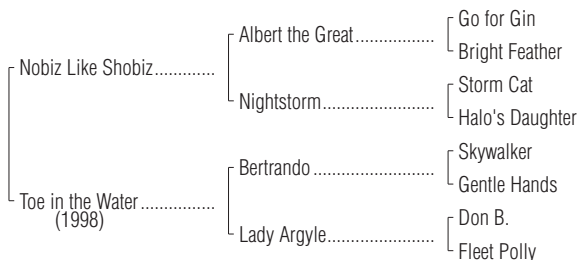 Go for Gin
Albert the Great..................
Bright Feather
Nobiz Like Shobiz.............
Storm Cat
Nightstorm..........................
Halo's Daughter
Skywalker
Bertrando ...........................
Gentle Hands
Toe in the Water................
(1998)
Don B.
Lady Argyle........................
Fleet Polly